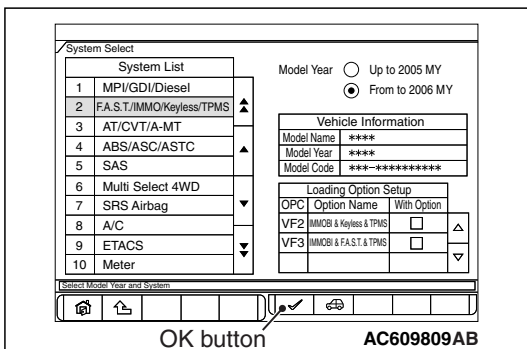 System Select
System List
1 MPI/GDI/Diesel
2 F.A.S.T./IMMO/Keyless/TPMS
3 AT/CVT/A-MT
4 ABS/ASC/ASTC
5 SAS
6 Multi Select 4WD
7 SRS Airbag
8 A/C
9 ETACS
10 Meter
Model Year Up to 2005 MY
From to 2006 MY
Vehicle Information
Model Name ****
Model Year ****
Model Code ***-**********
Loading Option Setup
OPC Option Name With Option
VF2 IMMOBI & Keyless & TPMS
VF3 IMMOBI & F.A.S.T. & TPMS
Select Model Year and System
OK button
AC609809AB